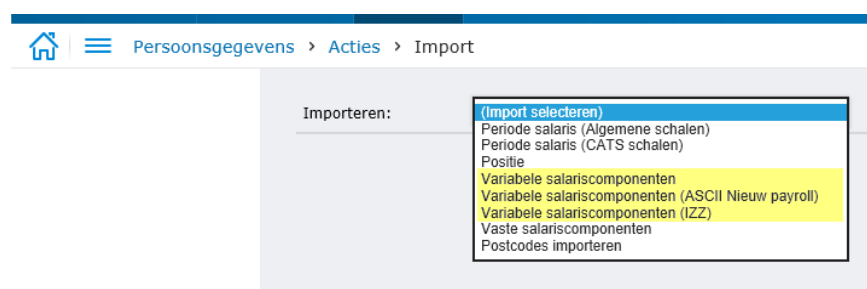 Persoonsgegevens > Acties > Import
Importeren:
(Import selecteren)
Periode salaris (Algemene schalen)
Periode salaris (CATS schalen)
Positie
Variabele salariscomponenten
Variabele salariscomponenten (ASCII Nieuw payroll)
Variabele salariscomponenten (IZZ)
Vaste salariscomponenten
Postcodes importeren